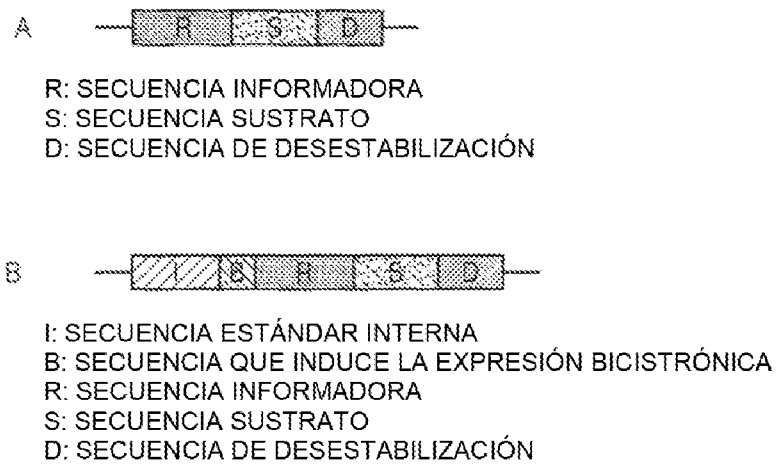 A R S D
R: SECUENCIA INFORMADORA
S: SECUENCIA SUSTRATO
D: SECUENCIA DE DESESTABILIZACIÓN
B I B R S D
I: SECUENCIA ESTÁNDAR INTERNA
B: SECUENCIA QUE INDUCE LA EXPRESIÓN BICISTRÓNICA
R: SECUENCIA INFORMADORA
S: SECUENCIA SUSTRATO
D: SECUENCIA DE DESESTABILIZACIÓN